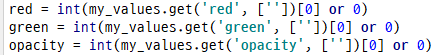 red = int(my_values.get('red', [''])[0] or 0)
green = int(my_values.get('green', [''])[0] or 0)
opacity = int(my_values.get('opacity', [''])[0] or 0)